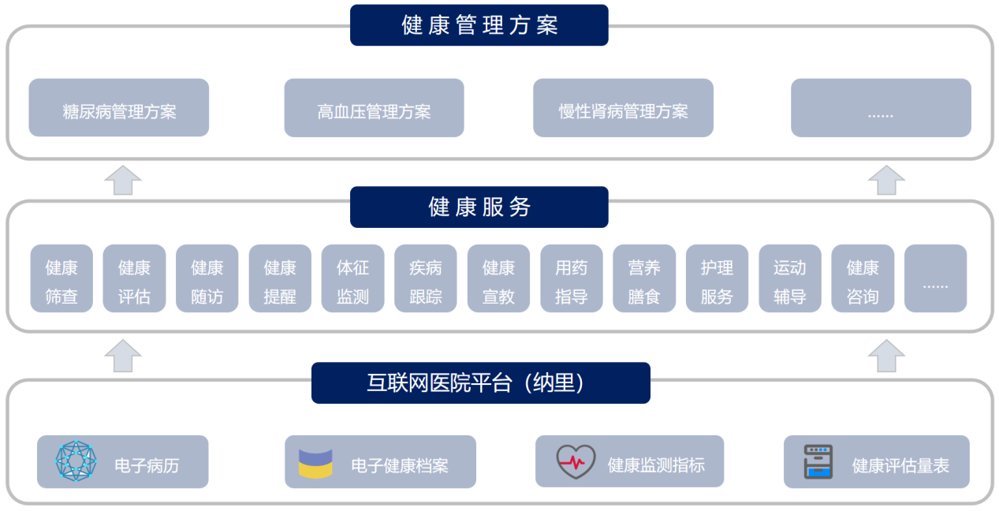 健康管理方案
糖尿病管理方案
高血压管理方案
慢性肾病管理方案
......
健康服务
健康
筛查
健康
评估
健康
随访
健康
提醒
体征
监测
疾病
跟踪
健康
宣教
用药
指导
营养
膳食
护理
服务
运动
辅导
健康
咨询
......
互联网医院平台（纳里）
电子病历
电子健康档案
健康监测指标
健康评估量表